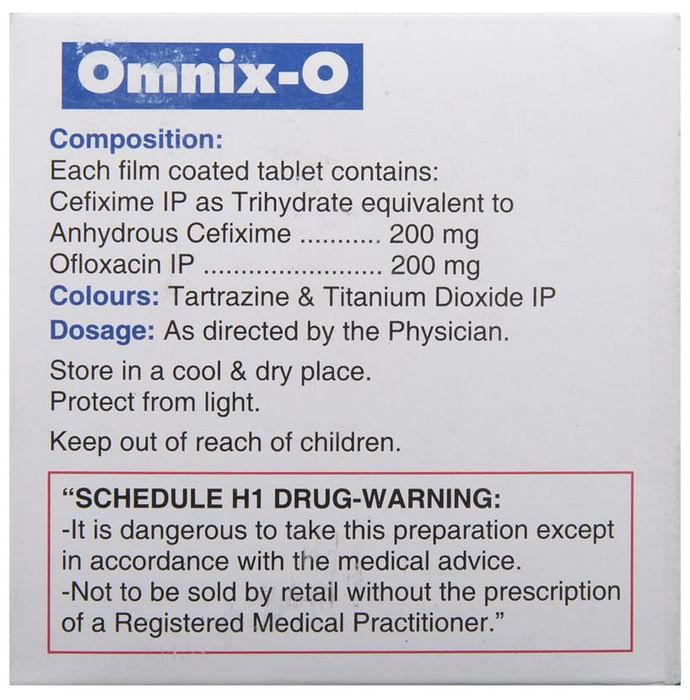 Omnix-O
Composition:
Each film coated tablet contains:
Cefixime IP as Trihydrate equivalent to
Anhydrous Cefixime ........... 200 mg
Ofloxacin IP ........................ 200 mg
Colours: Tartrazine & Titanium Dioxide IP
Dosage: As directed by the Physician.
Store in a cool & dry place.
Protect from light.
Keep out of reach of children.
“SCHEDULE H1 DRUG-WARNING:
-It is dangerous to take this preparation except
in accordance with the medical advice.
-Not to be sold by retail without the prescription
of a Registered Medical Practitioner.”